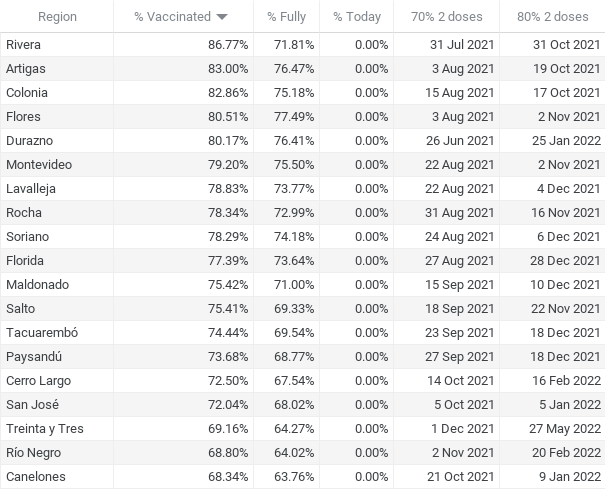 Region % Vaccinated % Fully % Today 70% 2 doses 80% 2 doses
Rivera 86.77% 71.81% 0.00% 31 Jul 2021 31 Oct 2021
Artigas 83.00% 76.47% 0.00% 3 Aug 2021 19 Oct 2021
Colonia 82.86% 75.18% 0.00% 15 Aug 2021 17 Oct 2021
Flores 80.51% 77.49% 0.00% 3 Aug 2021 2 Nov 2021
Durazno 80.17% 76.41% 0.00% 26 Jun 2021 25 Jan 2022
Montevideo 79.20% 75.50% 0.00% 22 Aug 2021 2 Nov 2021
Lavalleja 78.83% 73.77% 0.00% 22 Aug 2021 4 Dec 2021
Rocha 78.34% 72.99% 0.00% 31 Aug 2021 16 Nov 2021
Soriano 78.29% 74.18% 0.00% 24 Aug 2021 6 Dec 2021
Florida 77.39% 73.64% 0.00% 27 Aug 2021 28 Dec 2021
Maldonado 75.42% 71.00% 0.00% 15 Sep 2021 10 Dec 2021
Salto 75.41% 69.33% 0.00% 18 Sep 2021 22 Nov 2021
Tacuarembó 74.44% 69.54% 0.00% 23 Sep 2021 18 Dec 2021
Paysandú 73.68% 68.77% 0.00% 27 Sep 2021 18 Dec 2021
Cerro Largo 72.50% 67.54% 0.00% 14 Oct 2021 16 Feb 2022
San José 72.04% 68.02% 0.00% 5 Oct 2021 5 Jan 2022
Treinta y Tres 69.16% 64.27% 0.00% 1 Dec 2021 27 May 2022
Río Negro 68.80% 64.02% 0.00% 2 Nov 2021 20 Feb 2022
Canelones 68.34% 63.76% 0.00% 21 Oct 2021 9 Jan 2022